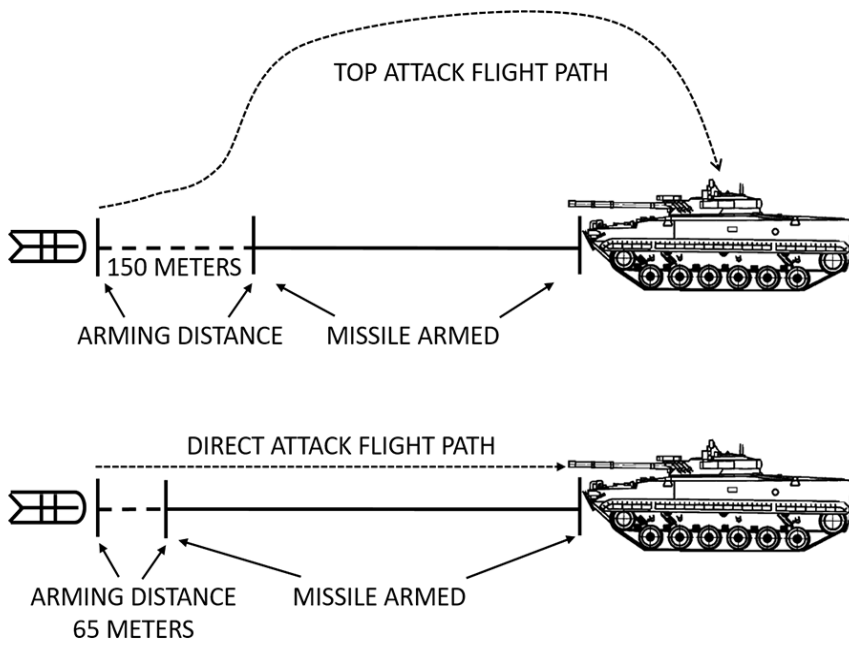 TOP ATTACK FLIGHT PATH
150 METERS
ARMING DISTANCE
MISSILE ARMED
DIRECT ATTACK FLIGHT PATH
ARMING DISTANCE
65 METERS
MISSILE ARMED